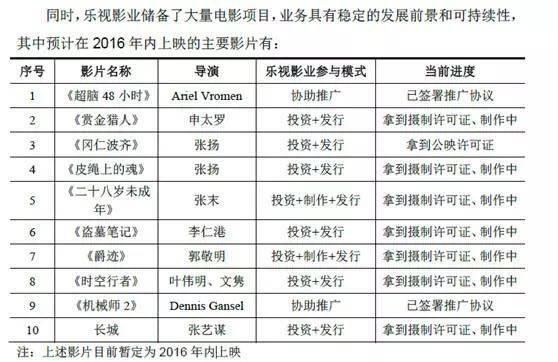 同时，乐视影业储备了大量电影项目，业务具有稳定的发展前景和可持续性，
其中预计在 2016 年内上映的主要影片有：
序号 影片名称 导演 乐视影业参与模式 当前进度
1 《超脑 48 小时》 Ariel Vromen 协助推广 已签署推广协议
2 《赏金猎人》 申太罗 投资+发行 拿到摄制许可证、制作中
3 《冈仁波齐》 张扬 投资+发行 拿到公映许可证
4 《皮绳上的魂》 张扬 投资+发行 拿到摄制许可证、制作中
5 《二十八岁未成
年》 张末 投资+制作+发行 拿到摄制许可证、制作中
6 《盗墓笔记》 李仁港 投资+发行 拿到摄制许可证、制作中
7 《爵迹》 郭敬明 投资+制作+发行 拿到摄制许可证、制作中
8 《时空行者》 叶伟明、文隽 投资+发行 拿到摄制许可证、制作中
9 《机械师 2》 Dennis Gansel 协助推广 已签署推广协议
10 长城 张艺谋 投资+发行 拿到摄制许可证、制作中
注：上述影片目前暂定为 2016 年内上映